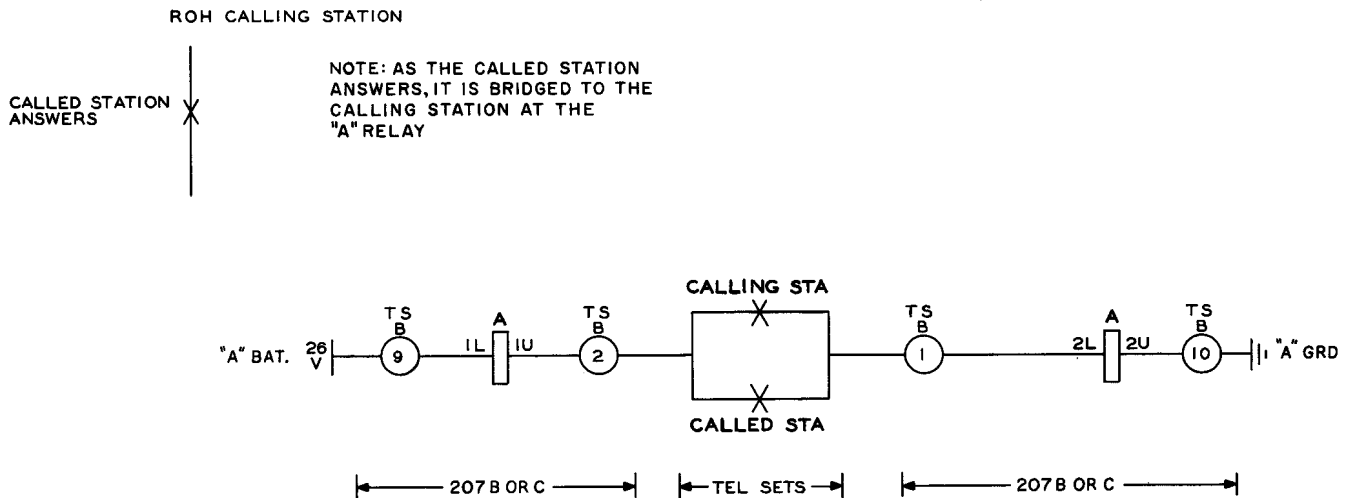 ROH CALLING STATION
CALLED STATION
ANSWERS
NOTE: AS THE CALLED STATION
ANSWERS, IT IS BRIDGED TO THE
CALLING STATION AT THE
"A" RELAY
CALLING STA
"A" BAT.
26
V
TS
B
9
1L
A
1U
TS
B
2
CALLED STA
TS
B
1
2L
A
2U
TS
B
10
"A" GRD
207 B OR C
TEL SETS
207 B OR C